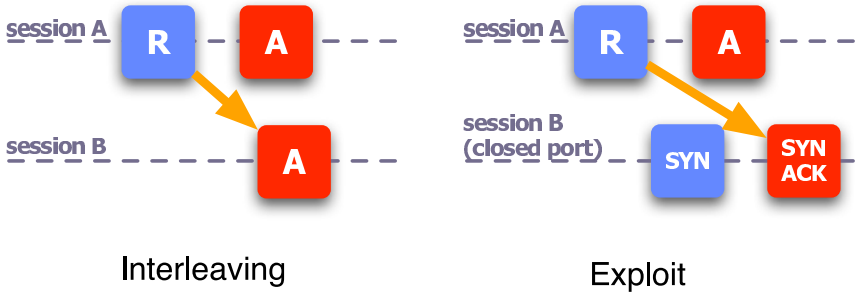 session A
R
A
session B
A
Interleaving
session A
R
A
session B
(closed port)
SYN
SYN
ACK
Exploit